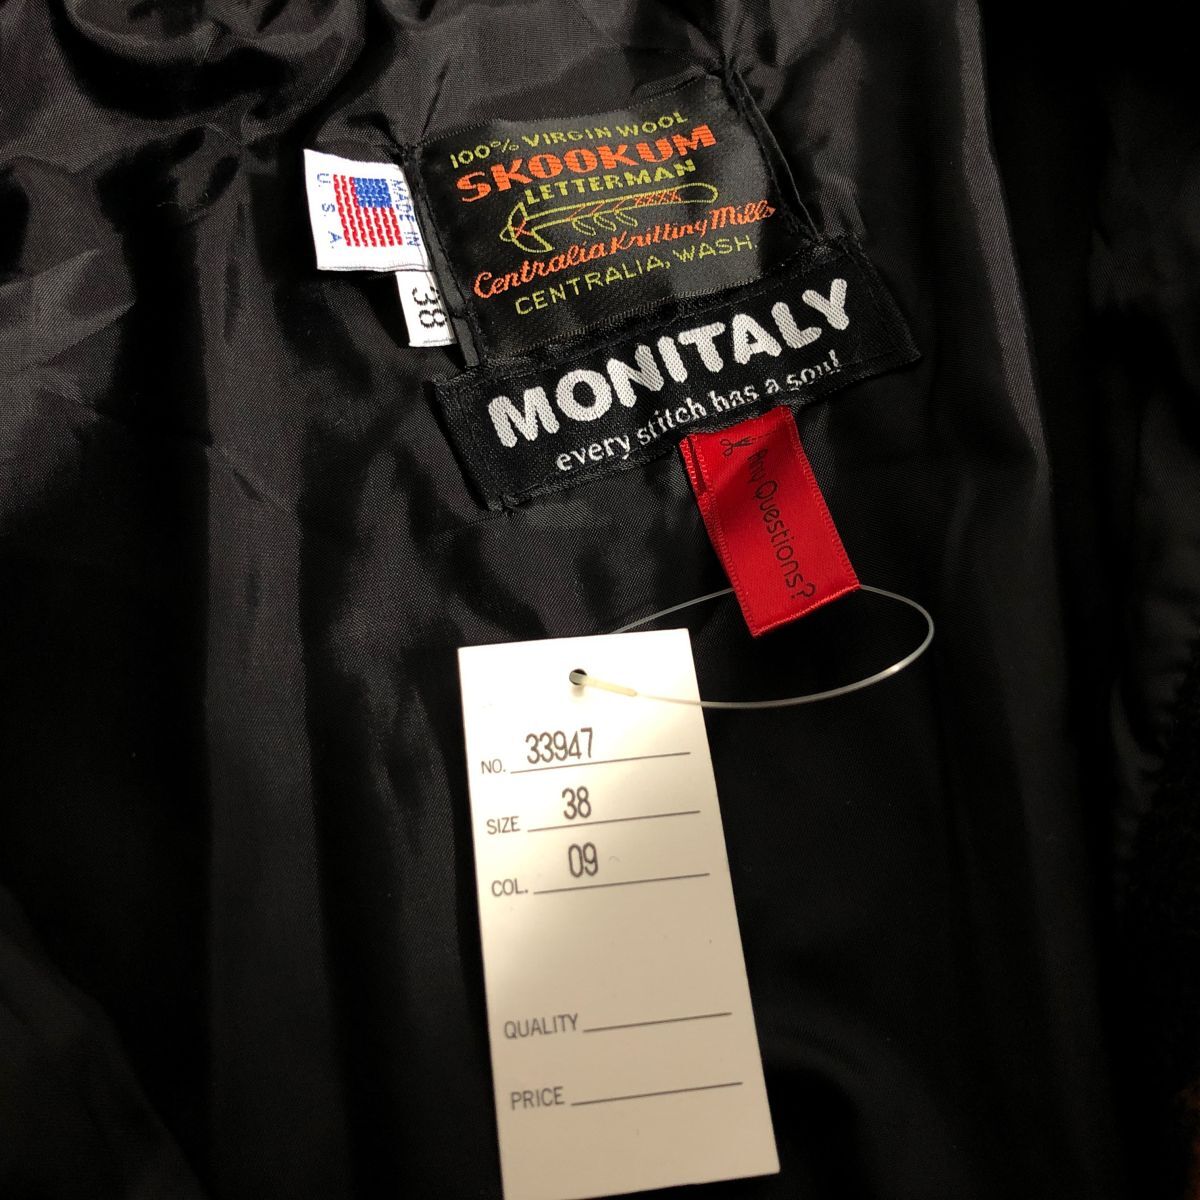 100% VIRGIN WOOL
SKOOKUM
LETTERMAN
Centralia Knitting Mills
CENTRALIA, WASH.
MADE IN
U.S.A.
38
MONITALY
every stitch has a soul
Any Questions?
NO. 33947
SIZE 38
COL. 09
QUALITY
PRICE